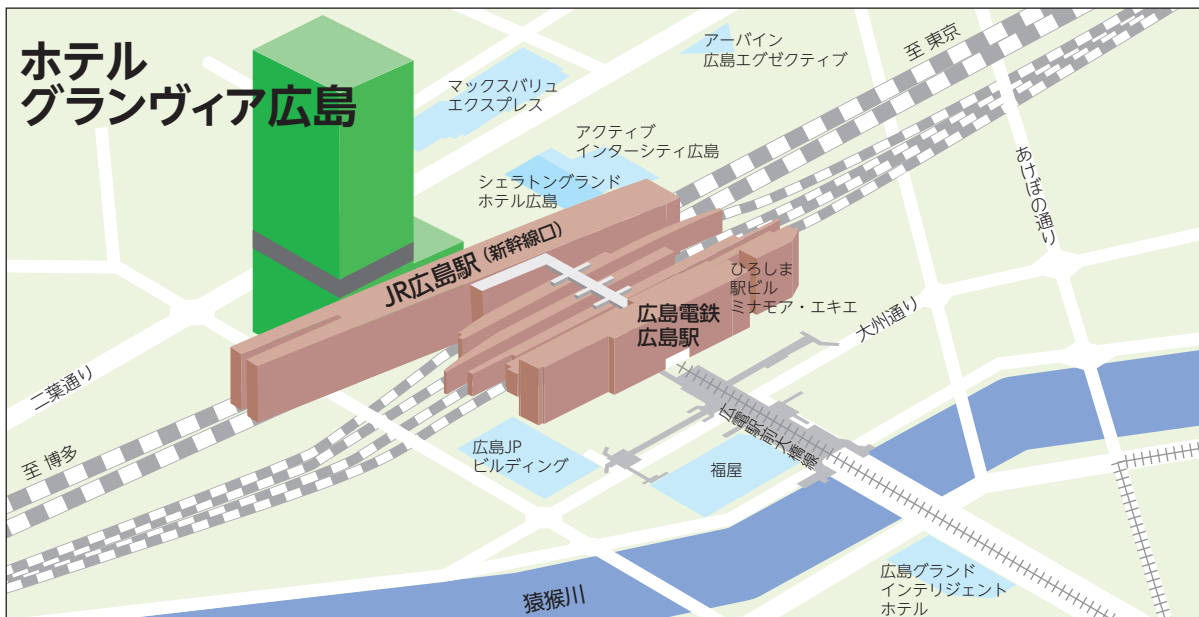 ホテル
グランヴィア広島
マックスバリュ
エクスプレス
アーバイン
広島エグゼクティブ
至 東京
アクティブ
インターシティ広島
シェラトングランド
ホテル広島
あけぼの通り
JR広島駅(新幹線口)
ひろしま
駅ビル
ミナモア・エキエ
広島電鉄
広島駅
大州通り
二葉通り
至 博多
広島JP
ビルディング
福屋
広電駅前大橋線
猿猴川
広島グランド
インテリジェント
ホテル